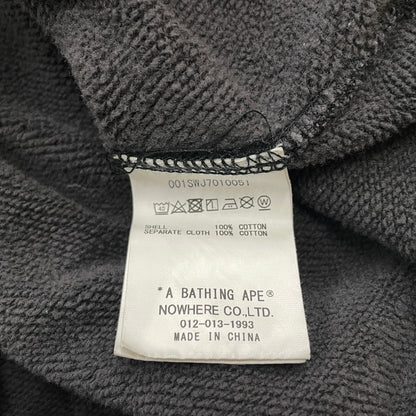 001SWJ7010051
40
W
SHELL 100% COTTON
SEPARATE CLOTH 100% COTTON
"A BATHING APE®
NOWHERE CO.,LTD.
012-013-1993
MADE IN CHINA